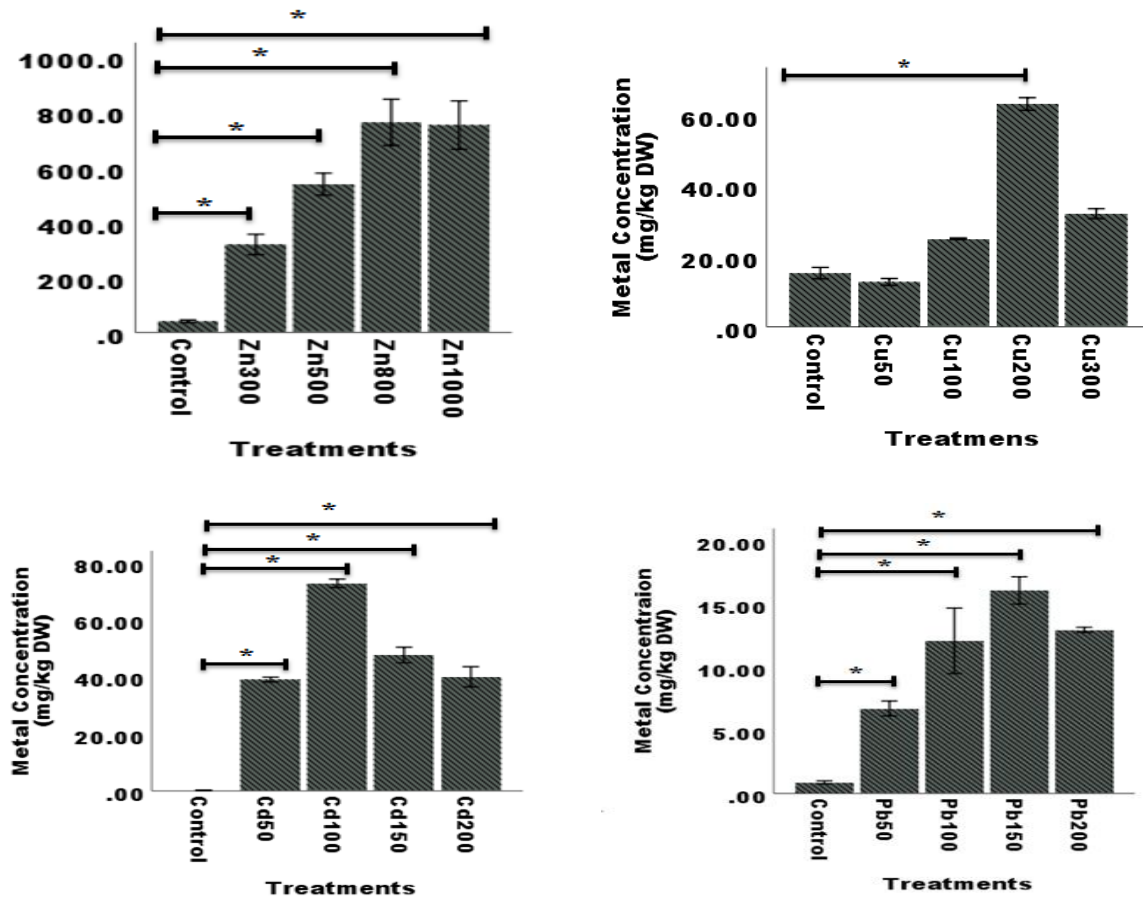 *
*
*
*
1000.0
800.0
600.0
400.0
200.0
.0
Control
Zn300
Zn500
Zn800
Zn1000
Treatments
*
Metal Concentration
(mg/kg DW)
60.00
40.00
20.00
.00
Control
Cu50
Cu100
Cu200
Cu300
Treatmens
*
*
*
*
Metal Concentration
(mg/kg DW)
80.00
60.00
40.00
20.00
.00
Control
Cd50
Cd100
Cd150
Cd200
Treatments
*
*
*
*
Metal Concentraion
(mg/kg DW)
20.00
15.00
10.00
5.00
.00
Control
Pb50
Pb100
Pb150
Pb200
Treatments